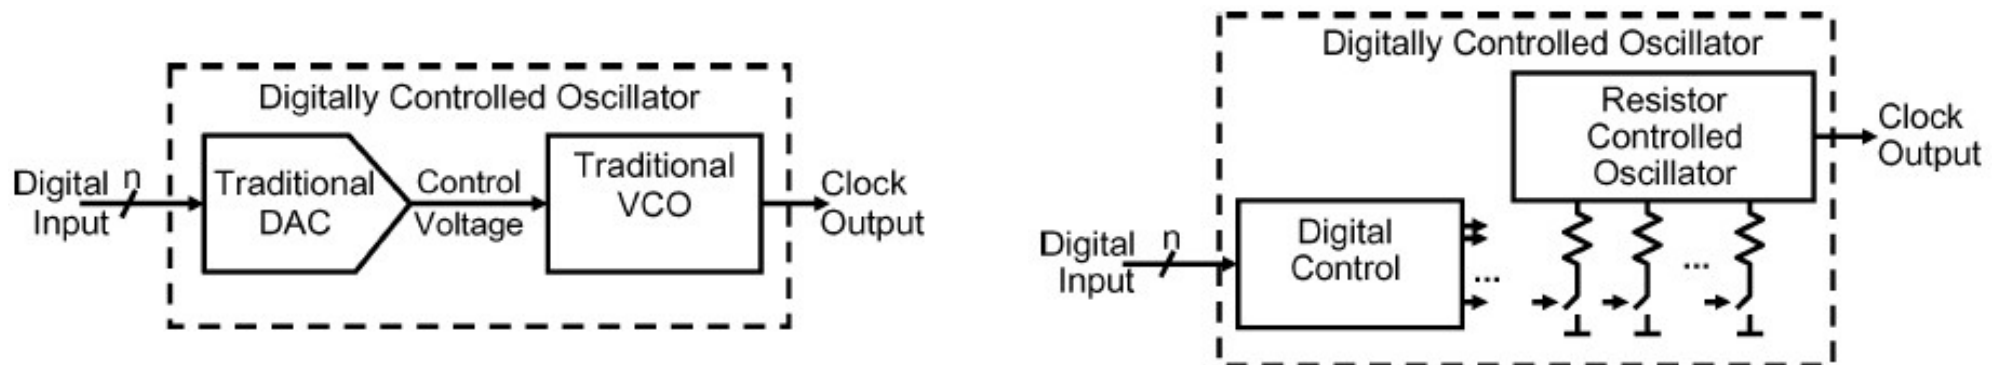 Digitally Controlled Oscillator
Digital n
Input
Traditional
DAC
Control
Voltage
Traditional
VCO
Clock
Output
Digitally Controlled Oscillator
Resistor
Controlled
Oscillator
Clock
Output
Digital n
Input
Digital
Control
...
...